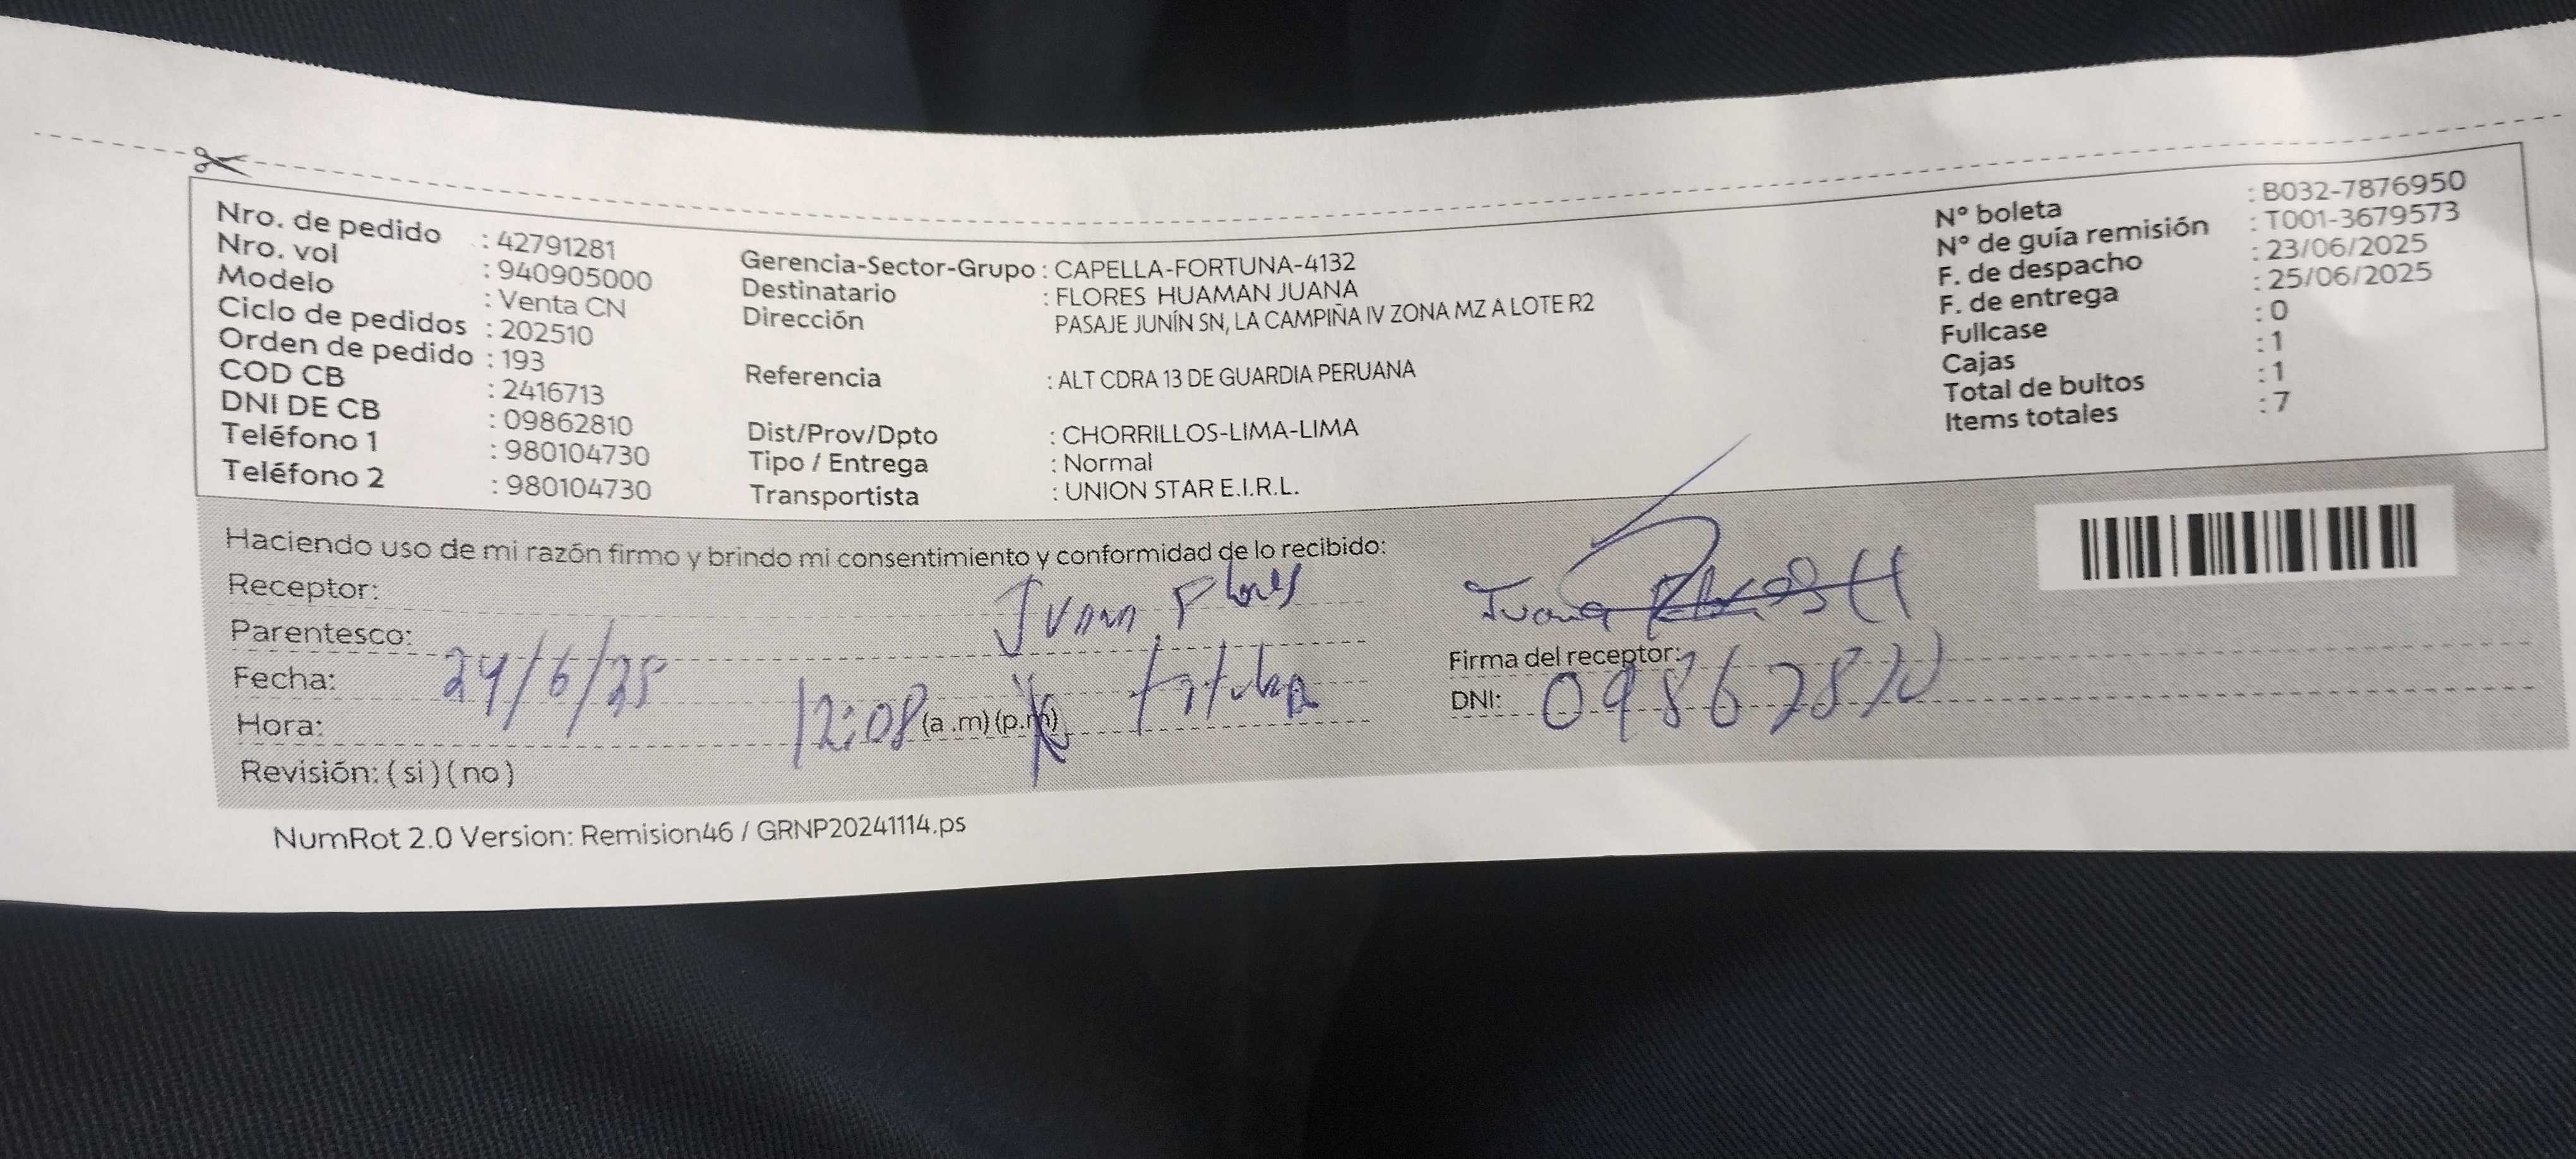 Nro. de pedido : 42791281
Nro. vol : 940905000
Modelo : Venta CN
Ciclo de pedidos : 202510
Orden de pedido : 193
COD CB : 2416713
DNI DE CB : 09862810
Teléfono 1 : 980104730
Teléfono 2 : 980104730
Gerencia-Sector-Grupo : CAPELLA-FORTUNA-4132
Destinatario : FLORES HUAMAN JUANA
Dirección PASAJE JUNÍN SN, LA CAMPIÑA IV ZONA MZ A LOTE R2
Referencia : ALT CDRA 13 DE GUARDIA PERUANA
Dist/Prov/Dpto : CHORRILLOS-LIMA-LIMA
Tipo / Entrega : Normal
Transportista : UNION STAR E.I.R.L.
N° boleta : B032-7876950
N° de guía remisión : T001-3679573
F. de despacho : 23/06/2025
F. de entrega : 25/06/2025
Fullcase : 0
Cajas : 1
Total de bultos : 1
Items totales : 7
Haciendo uso de mi razón firmo y brindo mi consentimiento y conformidad de lo recibido:
Receptor: Juana Flores
Parentesco: titular
Fecha: 24/6/25
Hora: 12:08 (a .m) (p.m)
Revisión: ( si ) ( no )
Juana Flores H
Firma del receptor:
DNI: 09862810
NumRot 2.0 Version: Remision46 / GRNP20241114.ps